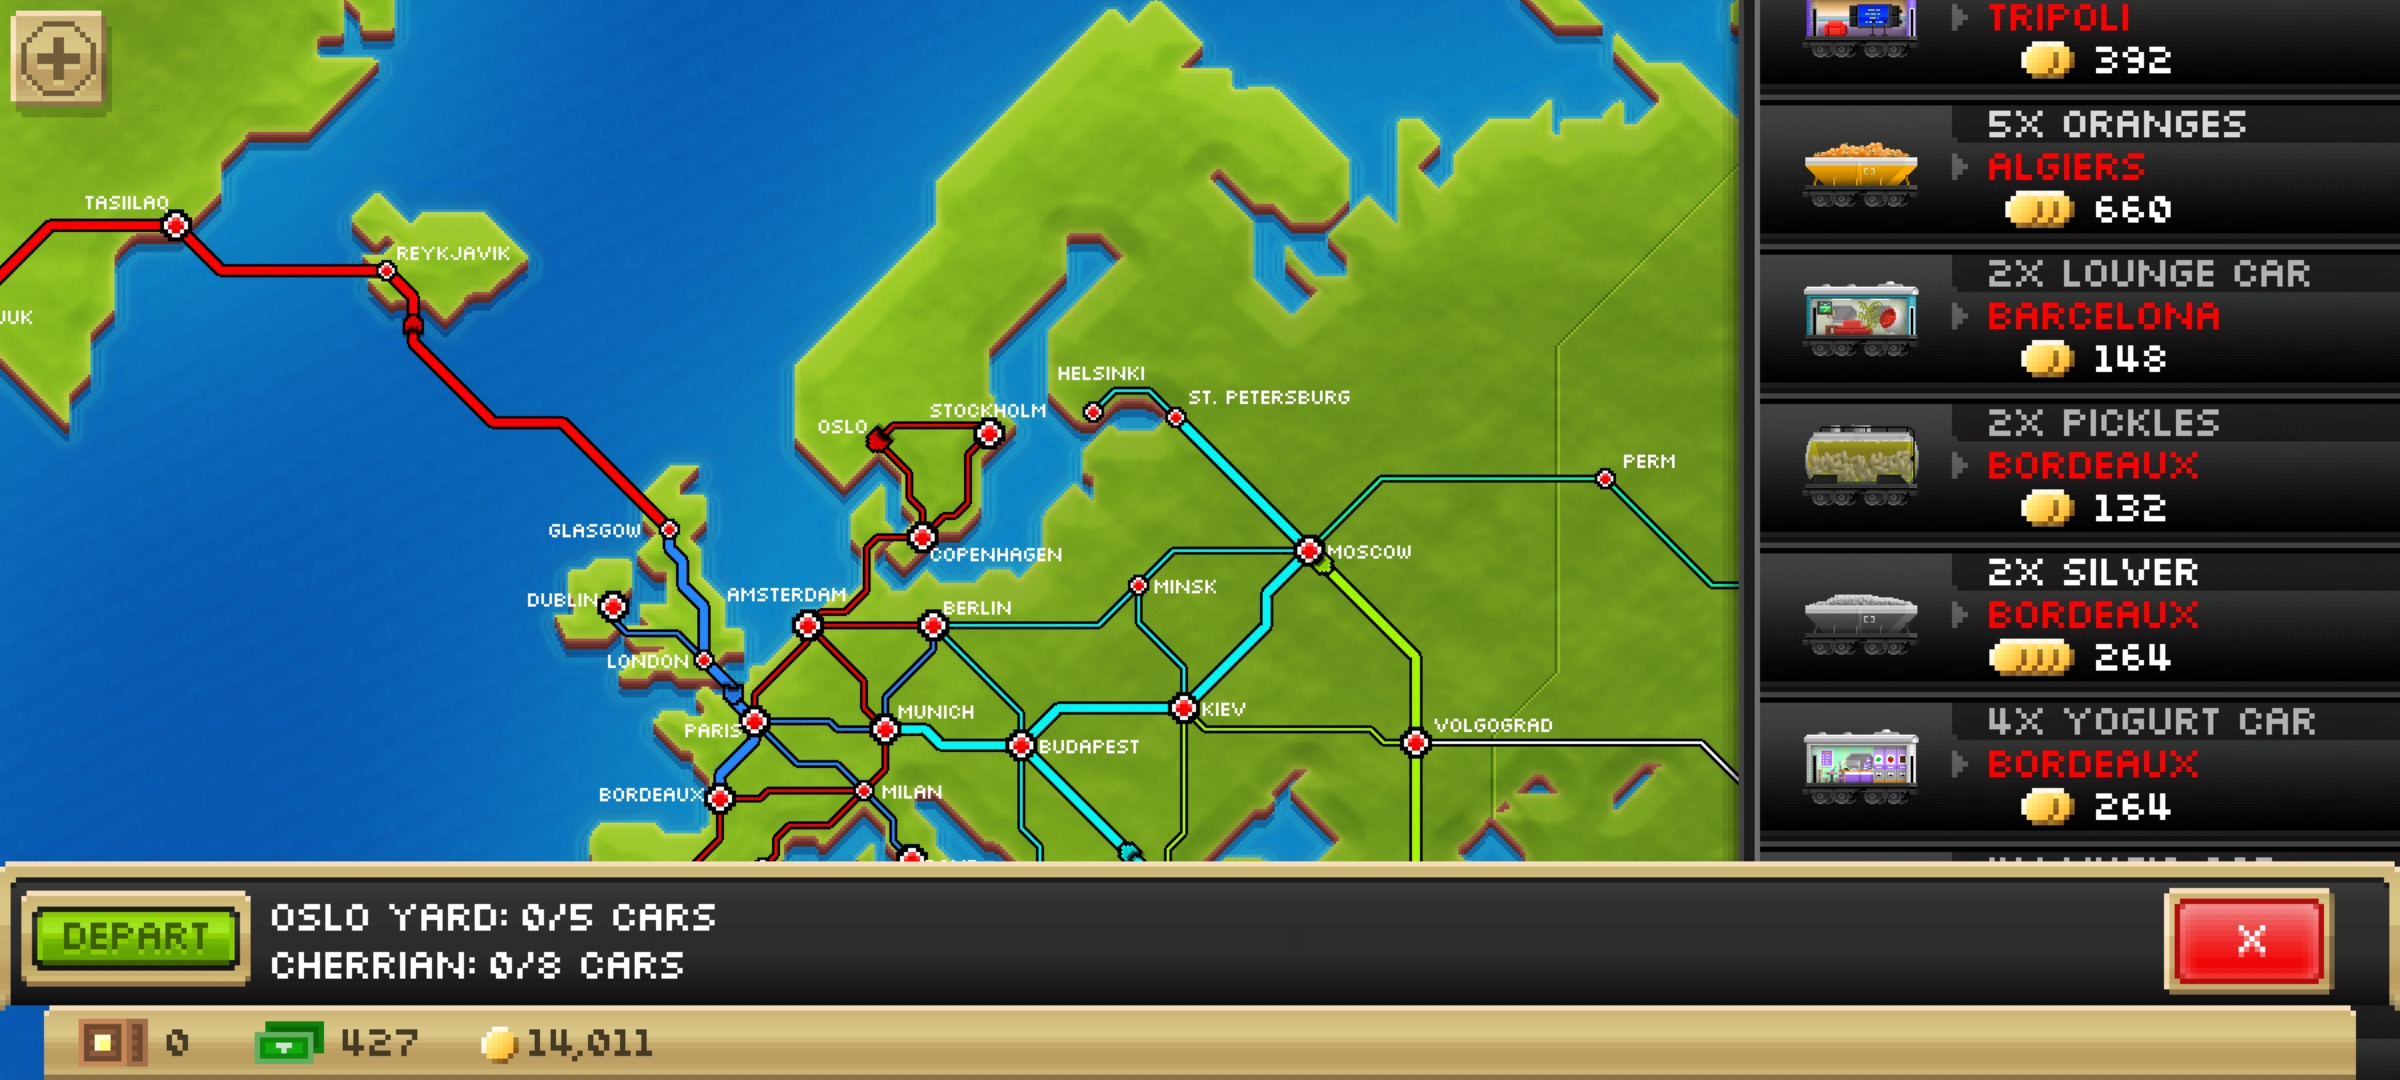 TASIILAQ
REYKJAVIK
HELSINKI
ST. PETERSBURG
STOCKHOLM
OSLO
PERM
GLASGOW
COPENHAGEN
MOSCOW
MINSK
DUBLIN
AMSTERDAM
BERLIN
LONDON
KIEV
MUNICH
VOLGOGRAD
PARIS
BUDAPEST
BORDEAUX
MILAN
TRIPOLI
392
5X ORANGES
ALGIERS
660
2X LOUNGE CAR
BARCELONA
148
2X PICKLES
BORDEAUX
132
2X SILVER
BORDEAUX
264
4X YOGURT CAR
BORDEAUX
264
DEPART
OSLO YARD: 0/5 CARS
CHERRIAN: 0/8 CARS
X
0
427
14,011